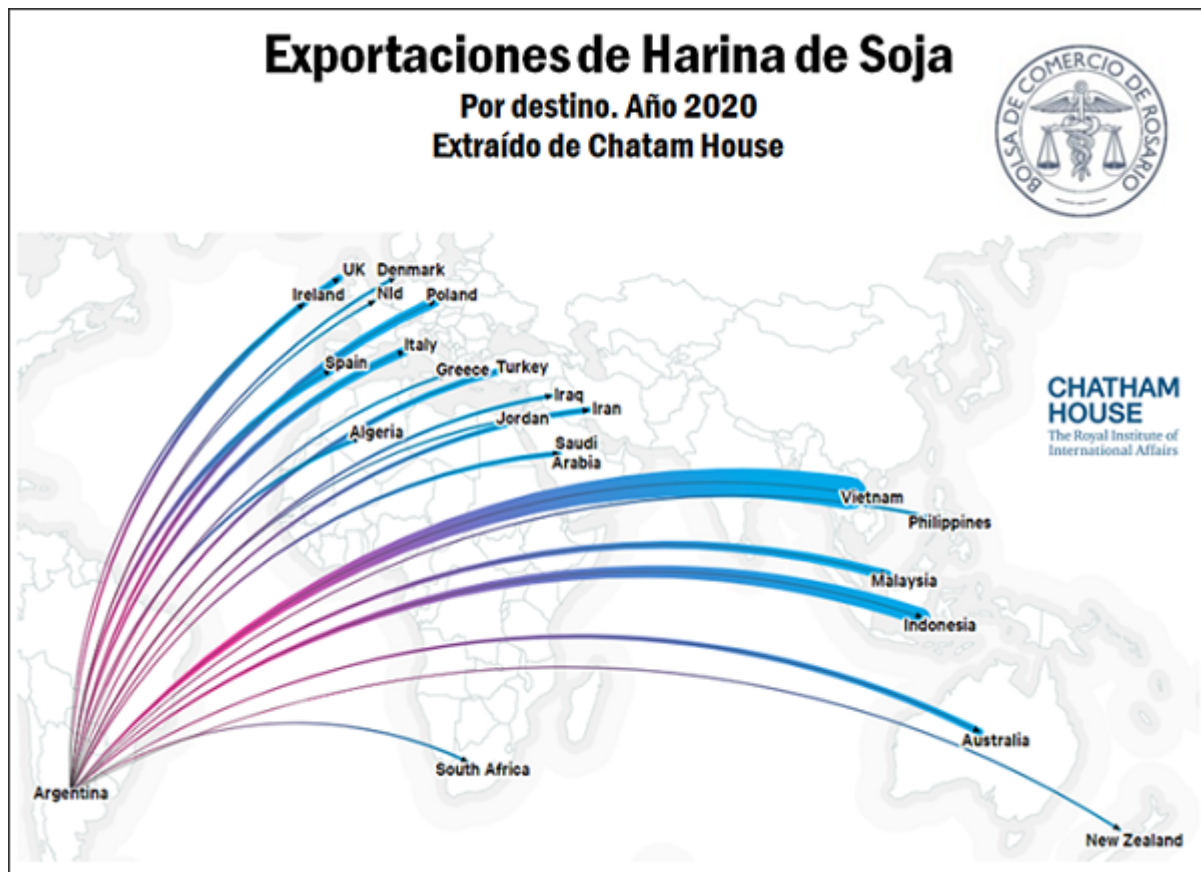 Exportaciones de Harina de Soja
Por destino. Año 2020
Extraído de Chatam House
BOLSA DE COMERCIO DE ROSARIO
UK
Denmark
Ireland
Nld
Poland
Spain
Italy
Greece
Turkey
Iraq
Jordan
Iran
Algeria
Saudi
Arabia
CHATHAM
HOUSE
The Royal Institute of
International Affairs
Vietnam
Philippines
Malaysia
Indonesia
Australia
South Africa
Argentina
New Zealand